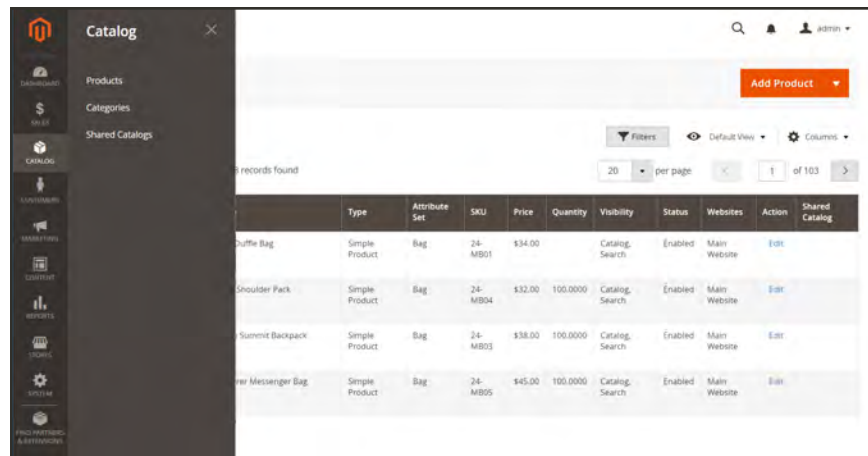 Catalog
admin
DASHBOARD
Products
Add Product
SALES
Categories
Shared Catalogs
Filters
Default View
Columns
CATALOG
records found
20
per page
1
of 103
CUSTOMERS
Type
Attribute Set
SKU
Price
Quantity
Visibility
Status
Websites
Action
Shared Catalog
MARKETING
Duffle Bag
Simple Product
Bag
24-MB01
$34.00
Catalog, Search
Enabled
Main Website
Edit
CONTENT
Shoulder Pack
Simple Product
Bag
24-MB04
$32.00
100.0000
Catalog, Search
Enabled
Main Website
Edit
REPORTS
Summit Backpack
Simple Product
Bag
24-MB03
$38.00
100.0000
Catalog, Search
Enabled
Main Website
Edit
STORES
Messenger Bag
Simple Product
Bag
24-MB05
$45.00
100.0000
Catalog, Search
Enabled
Main Website
Edit
SYSTEM
FIND PARTNERS
& EXTENSIONS